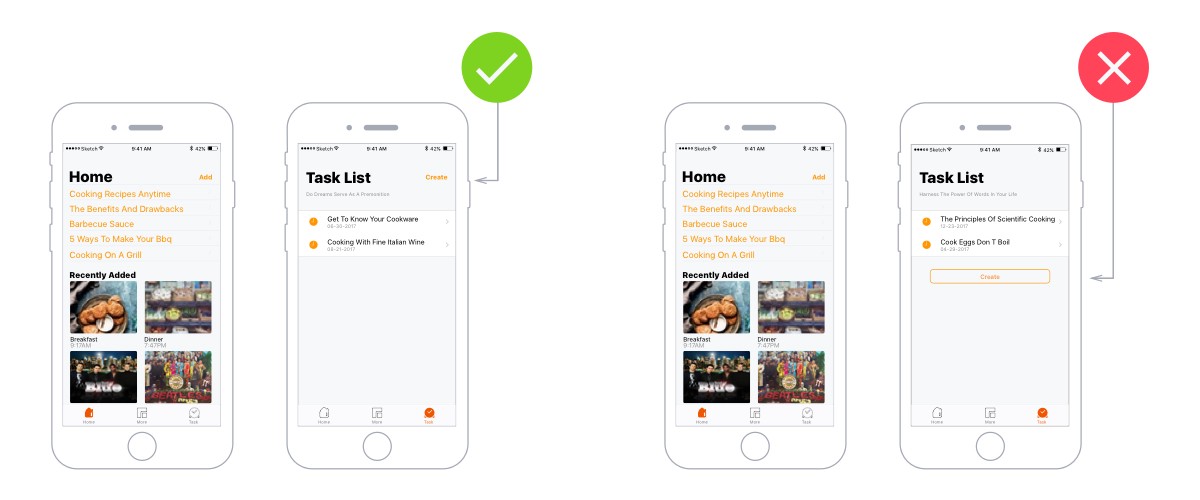 Sketch
9:41 AM
42%
Home
Add
Cooking Recipes Anytime
The Benefits And Drawbacks
Barbecue Sauce
5 Ways To Make Your Bbq
Cooking On A Grill
Recently Added
Breakfast
9:17AM
Dinner
7:47PM
Home
More
Task
Sketch
9:41 AM
42%
Task List
Create
Do Dreams Serve As A Premonition
Get To Know Your Cookware
08-30-2017
Cooking With Fine Italian Wine
08-21-2017
Home
More
Task
Sketch
9:41 AM
42%
Home
Add
Cooking Recipes Anytime
The Benefits And Drawbacks
Barbecue Sauce
5 Ways To Make Your Bbq
Cooking On A Grill
Recently Added
Breakfast
9:17AM
Dinner
7:47PM
Home
More
Task
Sketch
9:41 AM
42%
Task List
Harness The Power Of Words In Your Life
The Principles Of Scientific Cooking
12-23-2017
Cook Eggs Don T Boil
04-29-2017
Create
Home
More
Task